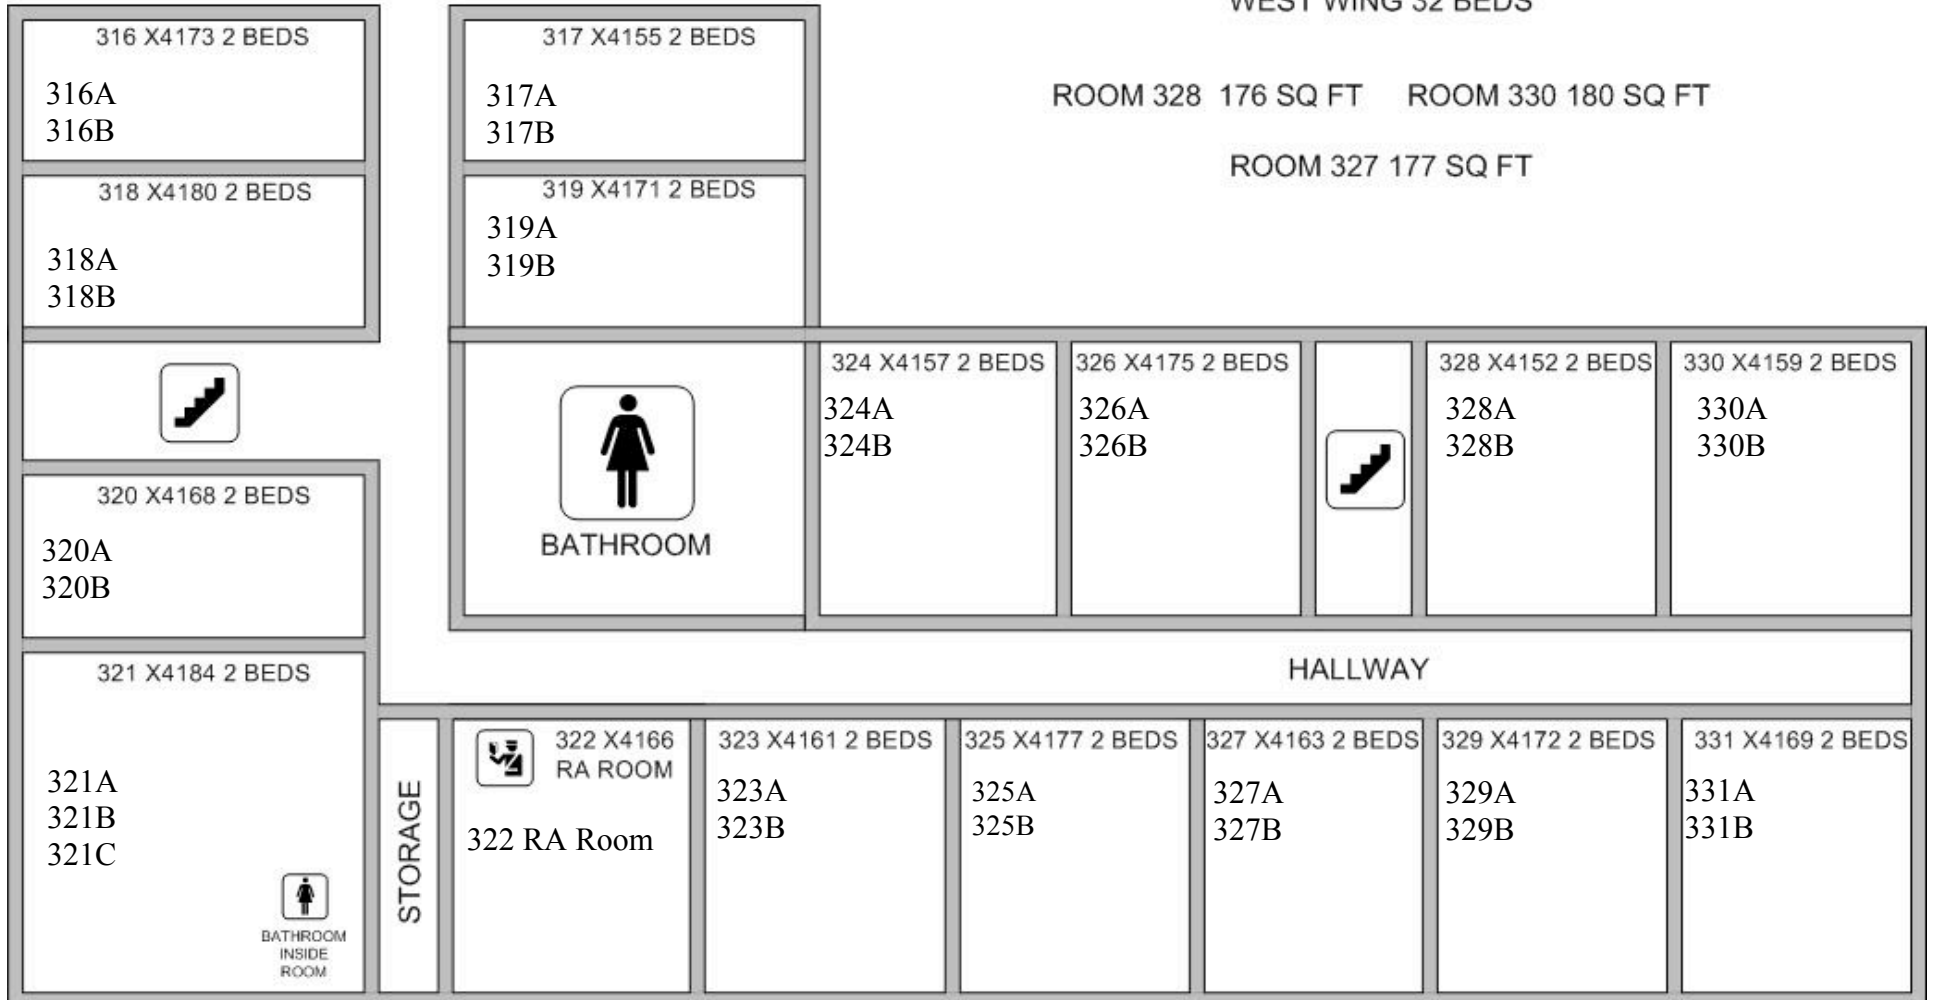 WEST WING 32 BEDS
ROOM 328 176 SQ FT ROOM 330 180 SQ FT
ROOM 327 177 SQ FT
316 X4173 2 BEDS
316A
316B
317 X4155 2 BEDS
317A
317B
318 X4180 2 BEDS
318A
318B
319 X4171 2 BEDS
319A
319B
BATHROOM
324 X4157 2 BEDS
324A
324B
326 X4175 2 BEDS
326A
326B
328 X4152 2 BEDS
328A
328B
330 X4159 2 BEDS
330A
330B
320 X4168 2 BEDS
320A
320B
HALLWAY
321 X4184 2 BEDS
321A
321B
321C
BATHROOM
INSIDE
ROOM
STORAGE
322 X4166
RA ROOM
322 RA Room
323 X4161 2 BEDS
323A
323B
325 X4177 2 BEDS
325A
325B
327 X4163 2 BEDS
327A
327B
329 X4172 2 BEDS
329A
329B
331 X4169 2 BEDS
331A
331B